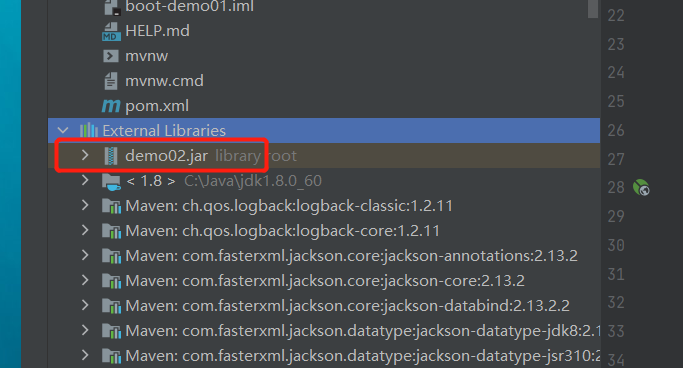 boot-demo01.iml
HELP.md
mvnw
mvnw.cmd
pom.xml
External Libraries
demo02.jar library root
< 1.8 > C:\Java\jdk1.8.0_60
Maven: ch.qos.logback:logback-classic:1.2.11
Maven: ch.qos.logback:logback-core:1.2.11
Maven: com.fasterxml.jackson.core:jackson-annotations:2.13.2
Maven: com.fasterxml.jackson.core:jackson-core:2.13.2
Maven: com.fasterxml.jackson.core:jackson-databind:2.13.2.2
Maven: com.fasterxml.jackson.datatype:jackson-datatype-jdk8:2.1
Maven: com.fasterxml.jackson.datatype:jackson-datatype-jsr310:2
22
23
24
25
26
27
28
29
30
31
32
33
34